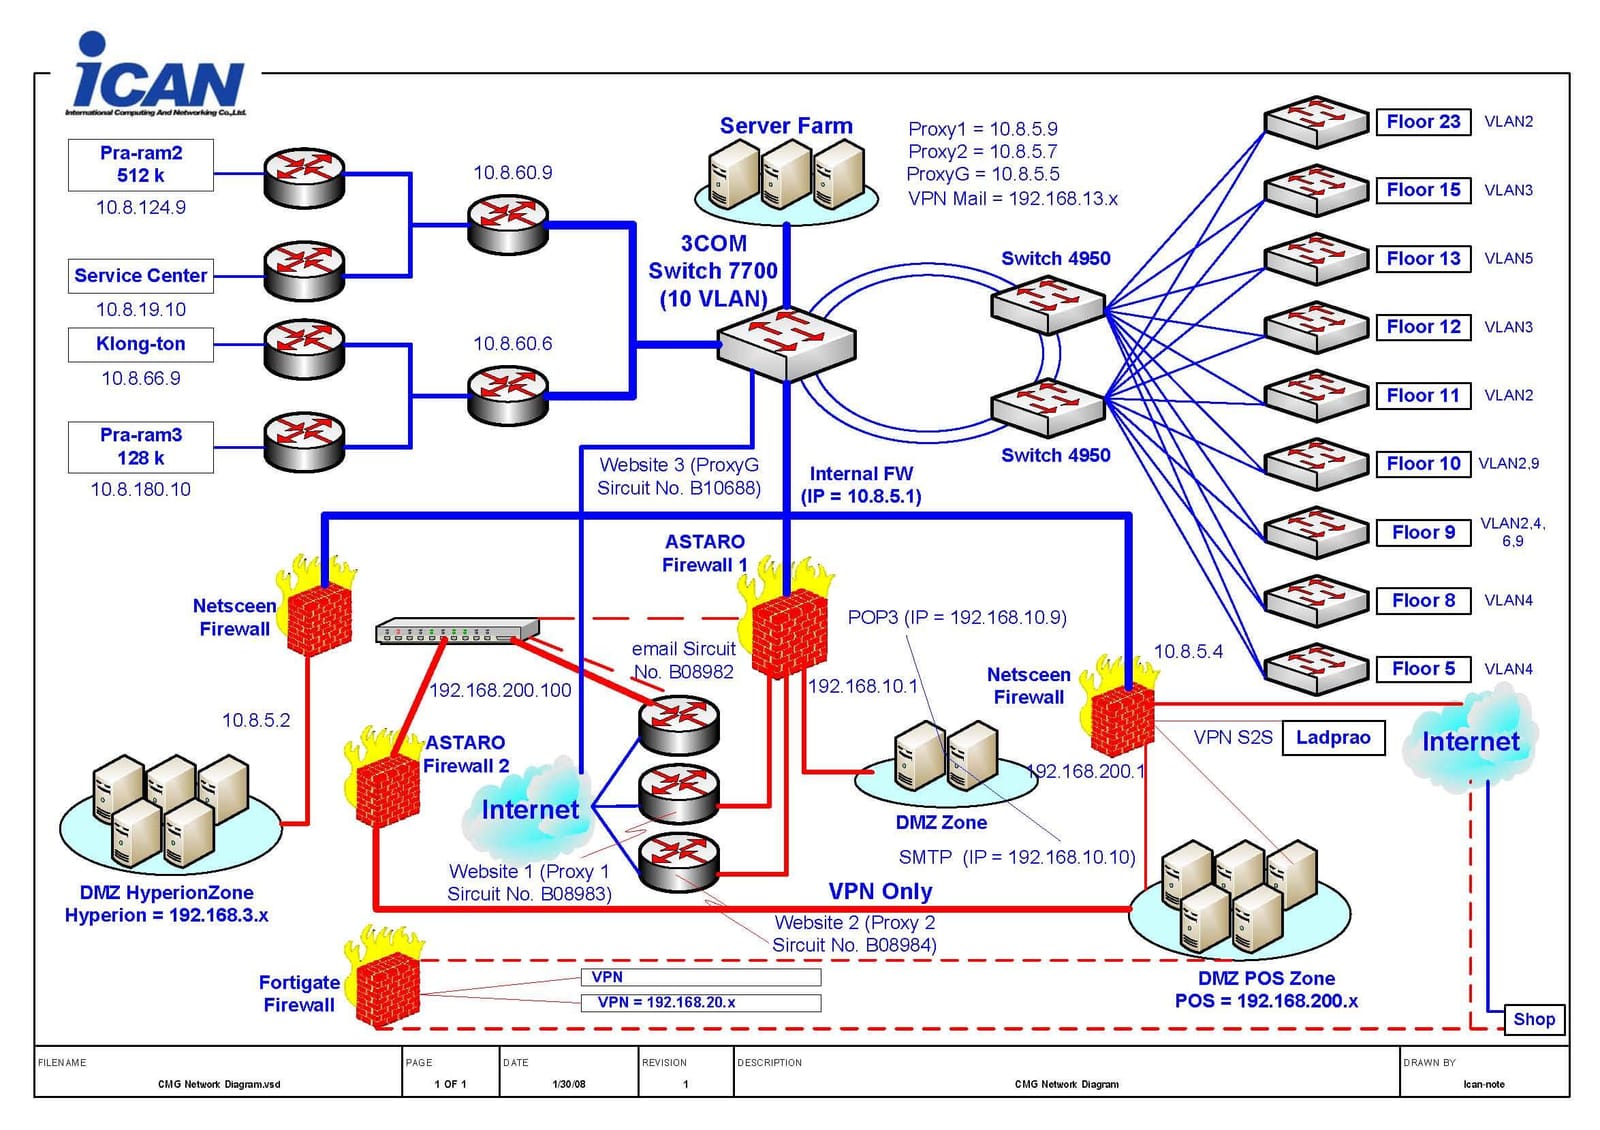 iCAN
International Computing And Networking Co.,Ltd.
Pra-ram2
512 k
10.8.124.9
Service Center
10.8.19.10
Klong-ton
10.8.66.9
Pra-ram3
128 k
10.8.180.10
10.8.60.9
10.8.60.6
Server Farm
Proxy1 = 10.8.5.9
Proxy2 = 10.8.5.7
ProxyG = 10.8.5.5
VPN Mail = 192.168.13.x
3COM
Switch 7700
(10 VLAN)
Switch 4950
Switch 4950
Floor 23 VLAN2
Floor 15 VLAN3
Floor 13 VLAN5
Floor 12 VLAN3
Floor 11 VLAN2
Floor 10 VLAN2,9
Floor 9 VLAN2,4,
6,9
Floor 8 VLAN4
Floor 5 VLAN4
Website 3 (ProxyG
Sircuit No. B10688)
Internal FW
(IP = 10.8.5.1)
Netsceen
Firewall
ASTARO
Firewall 1
email Sircuit
No. B08982
192.168.200.100
10.8.5.2
ASTARO
Firewall 2
Internet
POP3 (IP = 192.168.10.9)
192.168.10.1
10.8.5.4
Netsceen
Firewall
VPN S2S
Ladprao
Internet
192.168.200.1
DMZ Zone
SMTP (IP = 192.168.10.10)
Website 1 (Proxy 1
Sircuit No. B08983)
VPN Only
Website 2 (Proxy 2
Sircuit No. B08984)
DMZ HyperionZone
Hyperion = 192.168.3.x
Fortigate
Firewall
VPN
VPN = 192.168.20.x
DMZ POS Zone
POS = 192.168.200.x
Shop
FILENAME
CMG Network Diagram.vsd
PAGE
1 OF 1
DATE
1/30/08
REVISION
1
DESCRIPTION
CMG Network Diagram
DRAWN BY
Ican-note